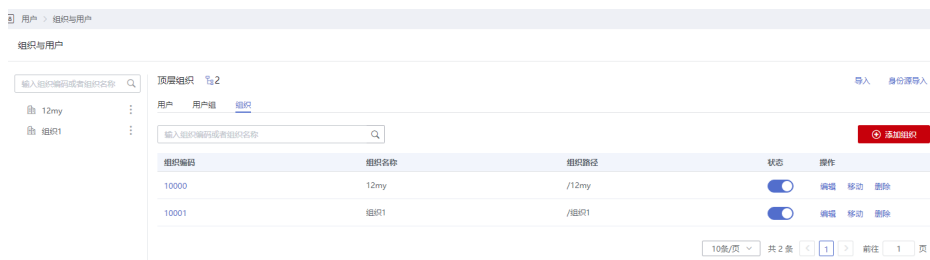 用户 > 组织与用户
组织与用户
输入组织编码或者组织名称
12my
组织1
顶层组织 2
导入 身份源导入
用户 用户组 组织
输入组织编码或者组织名称
添加组织
组织编码 组织名称 组织路径 状态 操作
10000 12my /12my 编辑 移动 删除
10001 组织1 /组织1 编辑 移动 删除
10条/页 共 2 条 < 1 > 前往 1 页